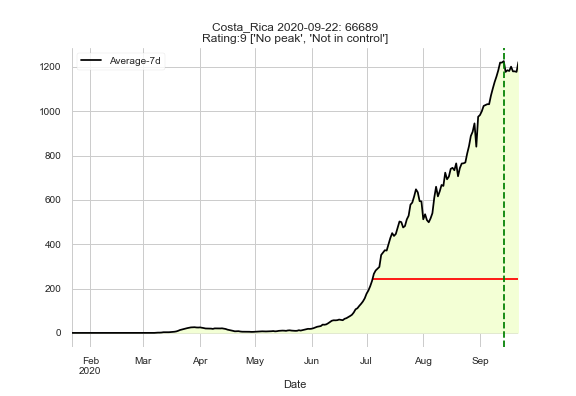 Costa_Rica 2020-09-22: 66689
Rating:9 ['No peak', 'Not in control']
Average-7d
1200
1000
800
600
400
200
0
Feb Mar Apr May Jun Jul Aug Sep
2020
Date